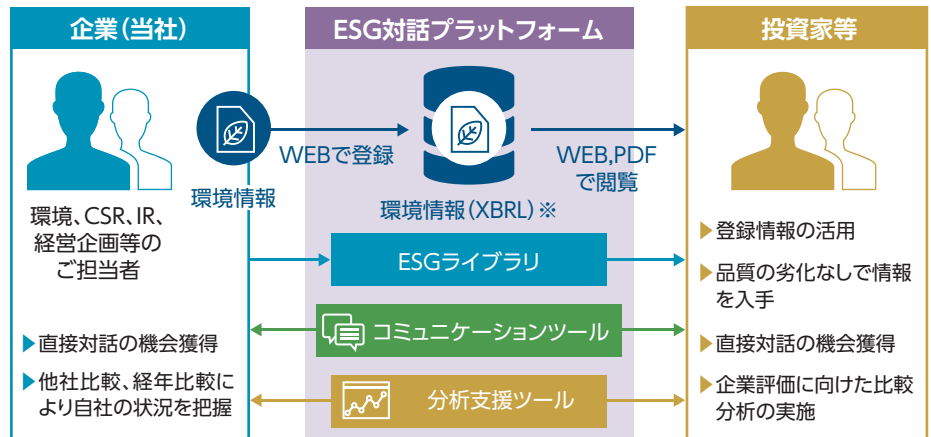 企業（当社）
環境情報
環境、CSR、IR、
経営企画等の
ご担当者
▶直接対話の機会獲得
▶他社比較、経年比較に
より自社の状況を把握
ESG対話プラットフォーム
WEBで登録
WEB,PDF
で閲覧
環境情報（XBRL）※
ESGライブラリ
コミュニケーションツール
分析支援ツール
投資家等
▶登録情報の活用
▶品質の劣化なしで情報
を入手
▶直接対話の機会獲得
▶企業評価に向けた比較
分析の実施